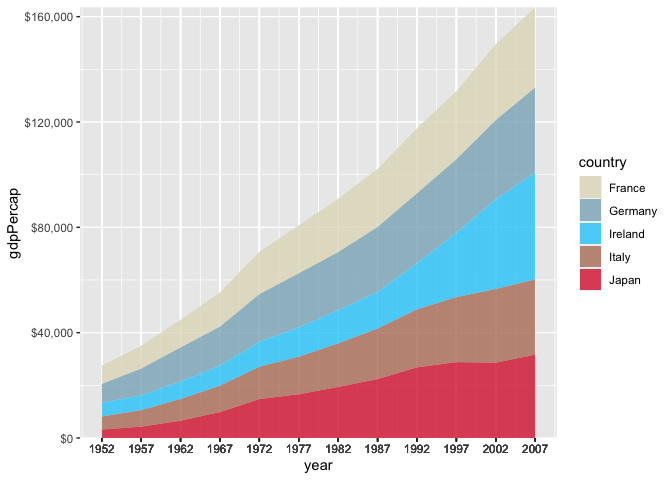 $160,000
$120,000
$80,000
$40,000
$0
gdpPercap
1952 1957 1962 1967 1972 1977 1982 1987 1992 1997 2002 2007
year
country
France
Germany
Ireland
Italy
Japan